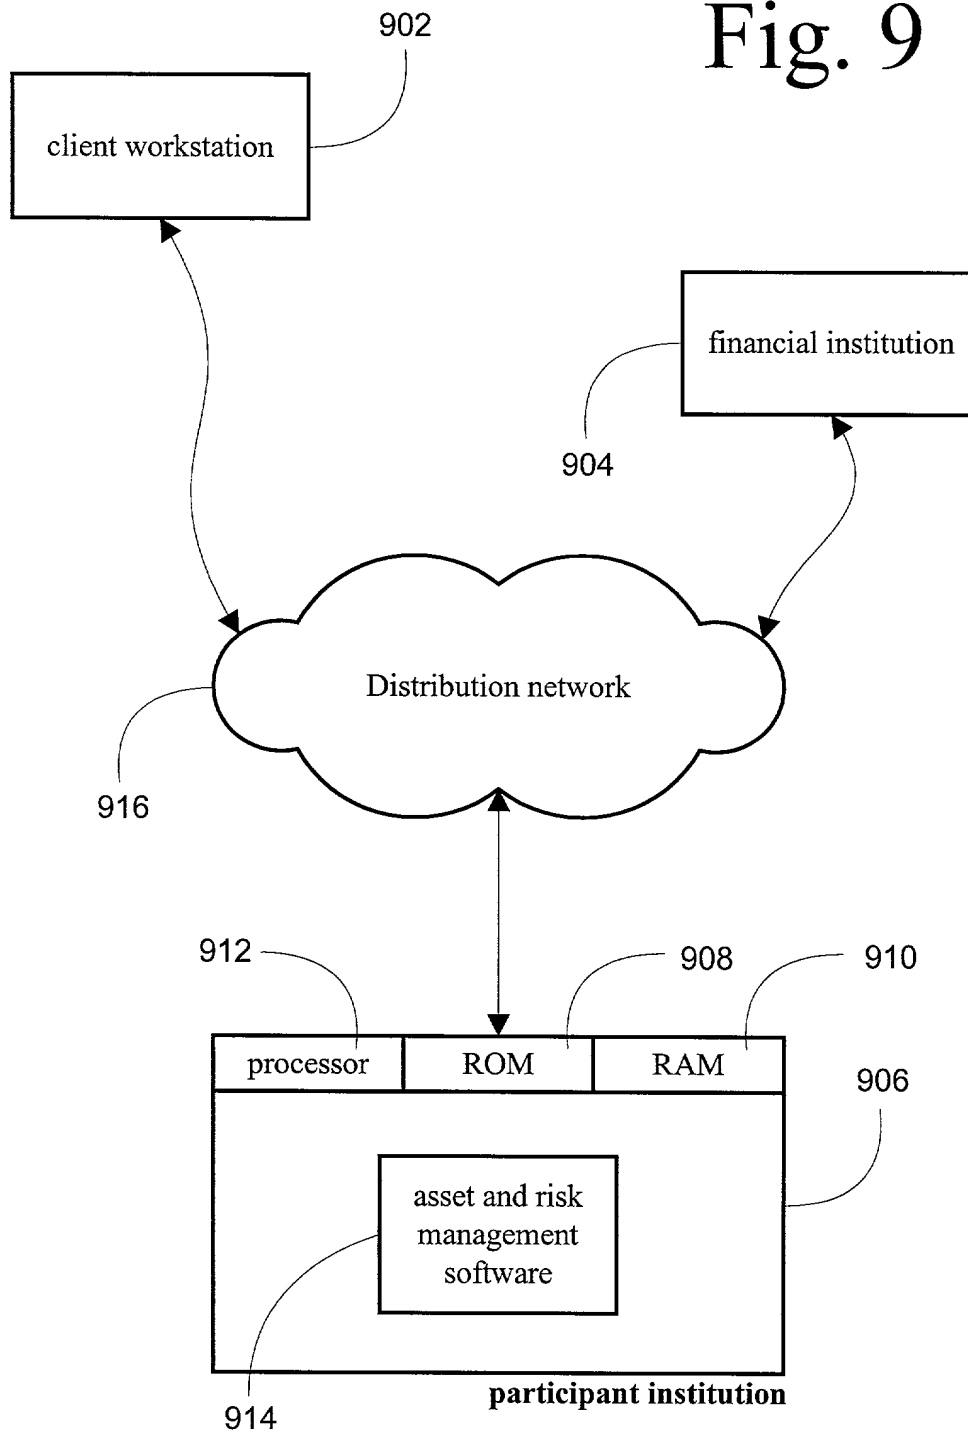 Fig. 9
902
client workstation
financial institution
904
Distribution network
916
912
908
910
processor
ROM
RAM
906
asset and risk
management
software
participant institution
914